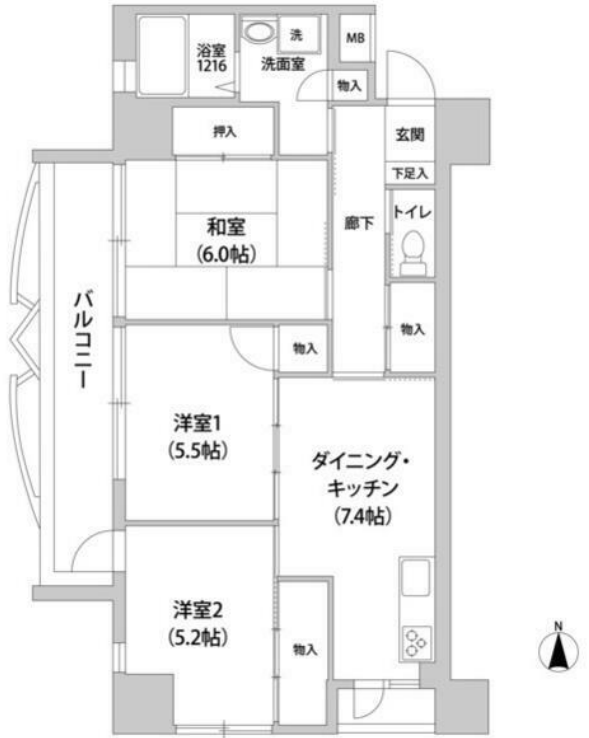 浴室
1216
洗
洗面室
MB
物入
押入
玄関
下足入
トイレ
廊下
和室
(6.0帖)
バルコニー
物入
物入
洋室1
(5.5帖)
ダイニング・
キッチン
(7.4帖)
洋室2
(5.2帖)
物入
N